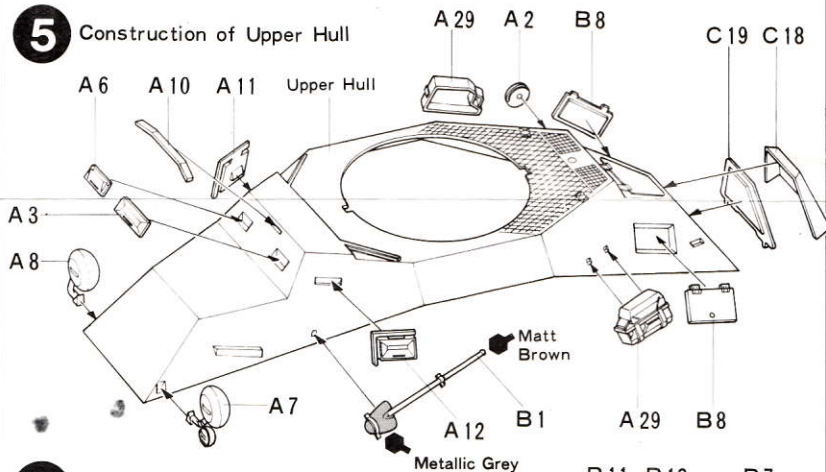 5 Construction of Upper Hull
A 29 A 2 B 8
C 19 C 18
A 6 A 10 A 11 Upper Hull
A 3
A 8
Matt
Brown
A 7 A 12 B 1 A 29 B 8
Metallic Grey